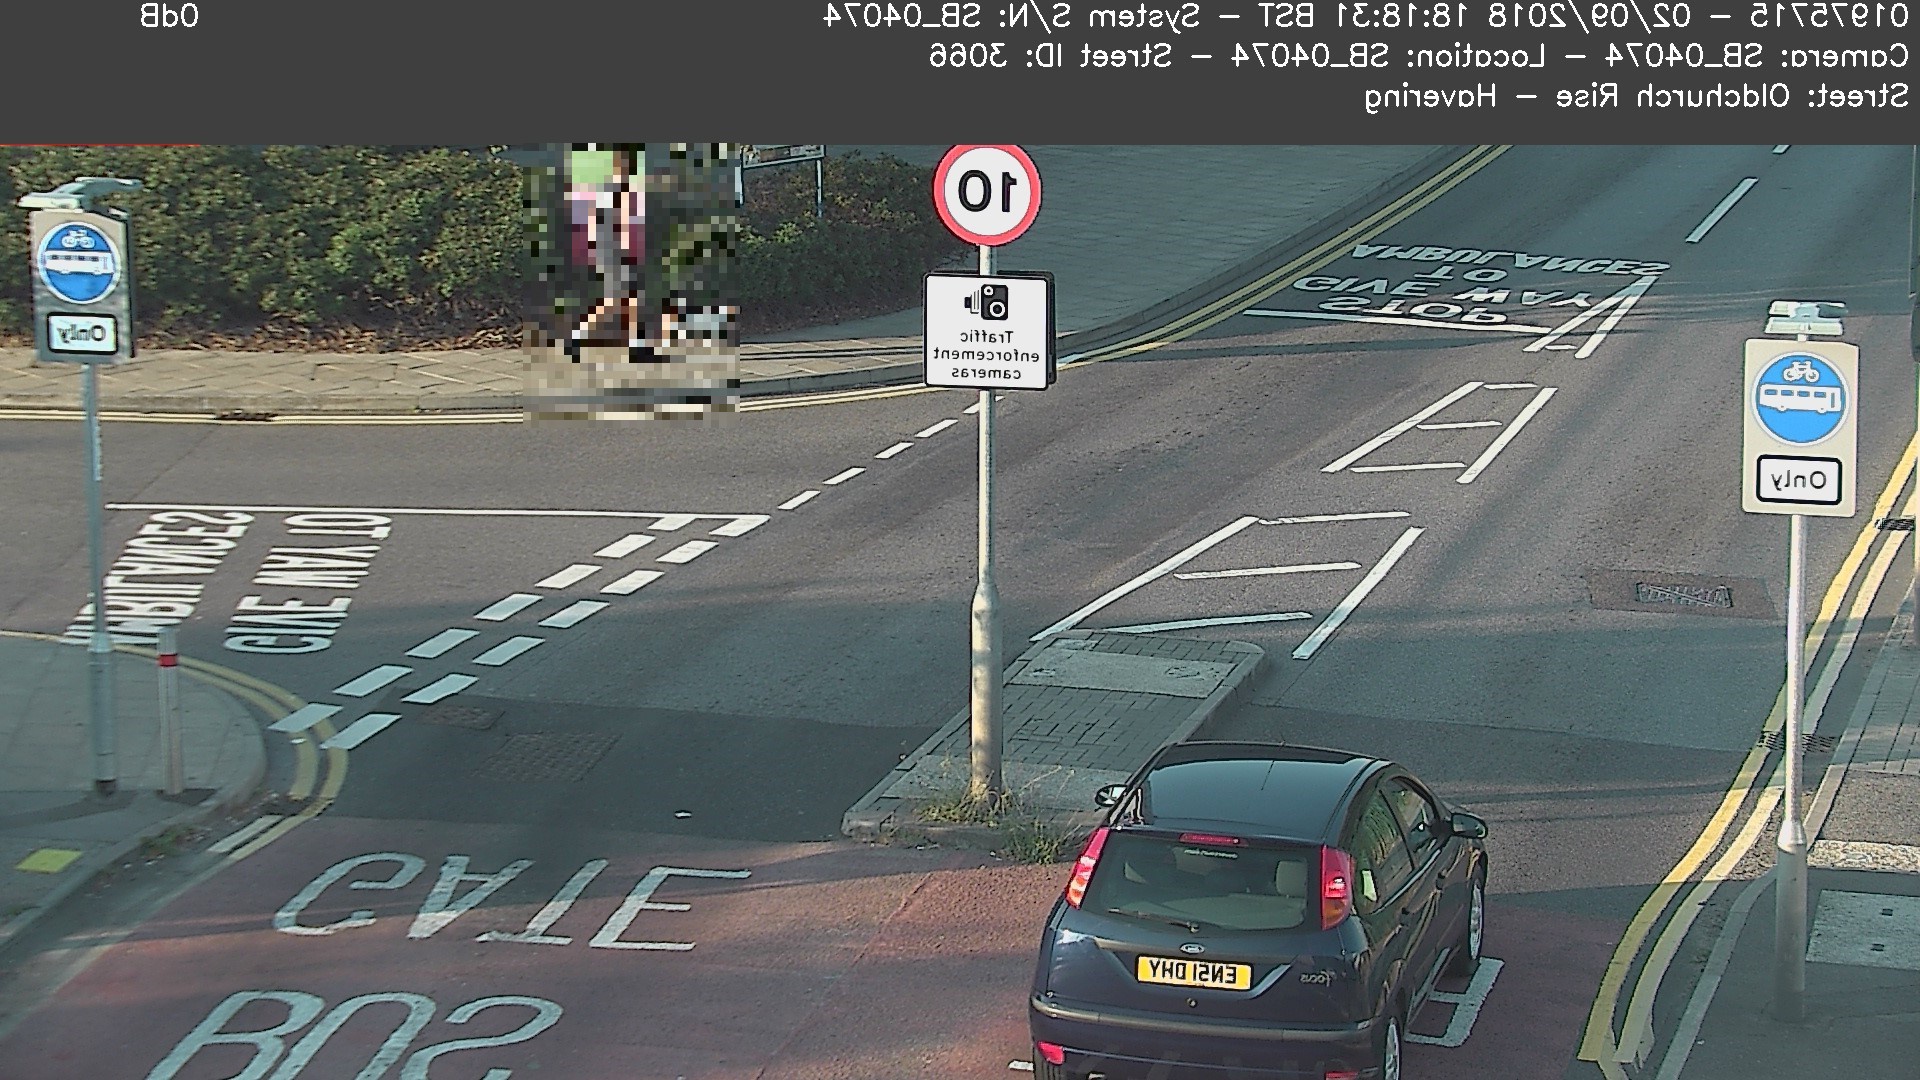 01975715 – 02/09/2018 18:18:31 BST – System S/N: SB_04074
0dB
Camera: SB_04074 – Location: SB_04074 – Street ID: 3066
Street: Oldchurch Rise – Havering
10
Traffic
enforcement
cameras
Only
Only
STOP
GIVE WAY
TO
AMBULANCES
GIVE WAY TO
AMBULANCES
BUS
GATE
EN51 DHY
Focus